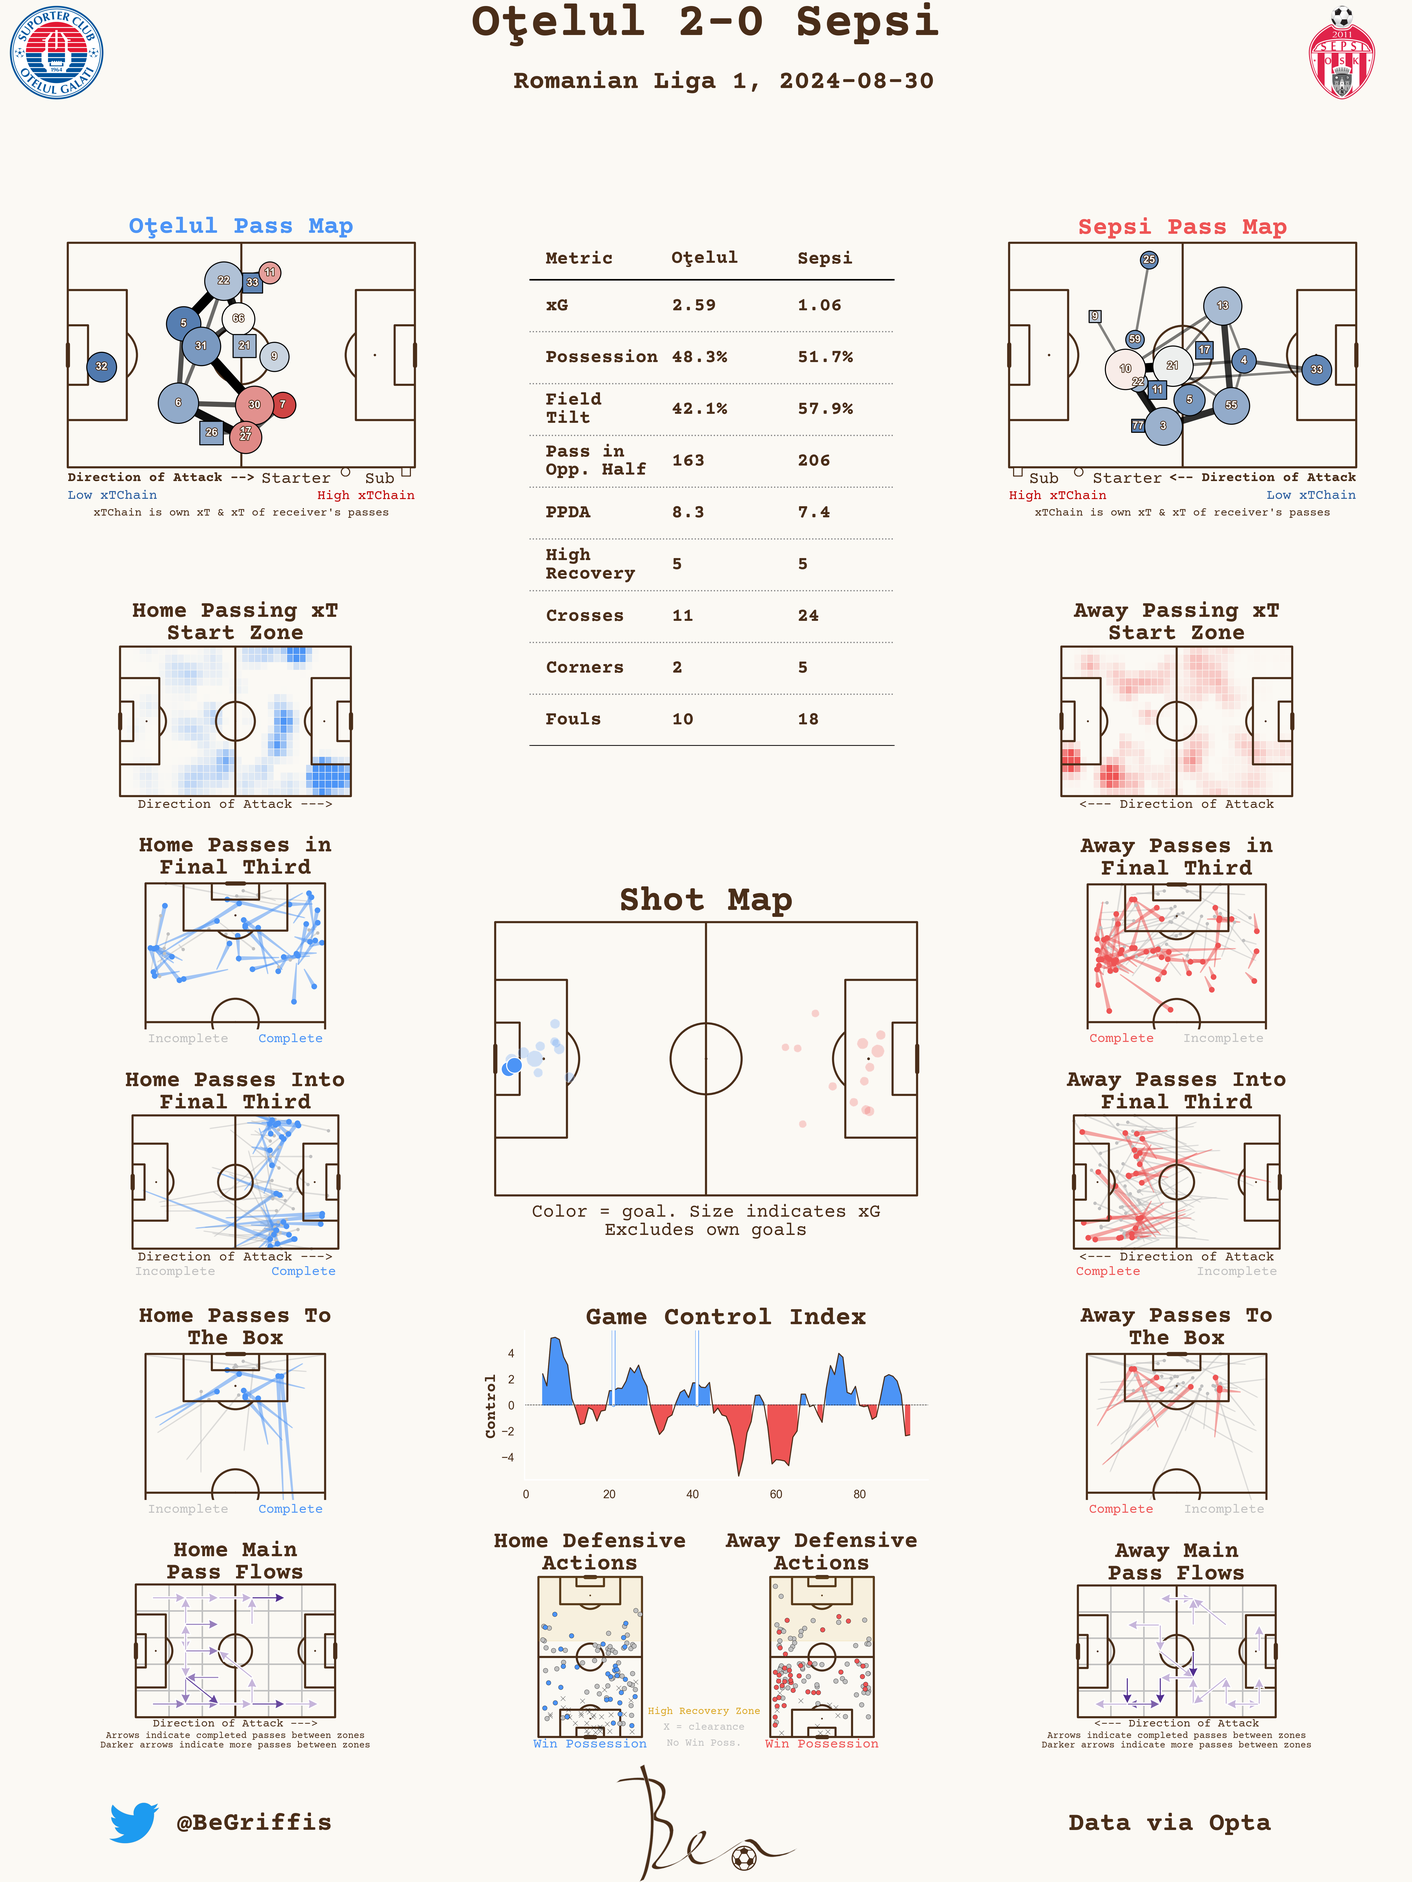 Oţelul 2-0 Sepsi
Romanian Liga 1, 2024-08-30
SUPORTER CLUB
1964
OTELUL GALATI
2011
SEPSI
OSK
Oţelul Pass Map
22
33
11
5
66
31
21
9
32
6
30
7
26
17
27
Direction of Attack --> Starter Sub
Low xTChain High xTChain
xTChain is own xT & xT of receiver's passes
Metric Oţelul Sepsi
xG 2.59 1.06
Possession 48.3% 51.7%
Field
Tilt 42.1% 57.9%
Pass in
Opp. Half 163 206
PPDA 8.3 7.4
High
Recovery 5 5
Crosses 11 24
Corners 2 5
Fouls 10 18
Sepsi Pass Map
25
13
9
59
17
10
21
4
33
22
11
5
55
77
3
Sub Starter <-- Direction of Attack
High xTChain Low xTChain
xTChain is own xT & xT of receiver's passes
Home Passing xT
Start Zone
Direction of Attack --->
Away Passing xT
Start Zone
<--- Direction of Attack
Home Passes in
Final Third
Incomplete Complete
Away Passes in
Final Third
Complete Incomplete
Shot Map
Color = goal. Size indicates xG
Excludes own goals
Home Passes Into
Final Third
Direction of Attack --->
Incomplete Complete
Away Passes Into
Final Third
<--- Direction of Attack
Complete Incomplete
Home Passes To
The Box
Incomplete Complete
Game Control Index
Control
4
2
0
−2
−4
0 20 40 60 80
Away Passes To
The Box
Complete Incomplete
Home Main
Pass Flows
Direction of Attack --->
Arrows indicate completed passes between zones
Darker arrows indicate more passes between zones
Home Defensive
Actions
Win Possession
Away Defensive
Actions
Win Possession
High Recovery Zone
X = clearance
No Win Poss.
Away Main
Pass Flows
<--- Direction of Attack
Arrows indicate completed passes between zones
Darker arrows indicate more passes between zones
@BeGriffis
Ben
Data via Opta